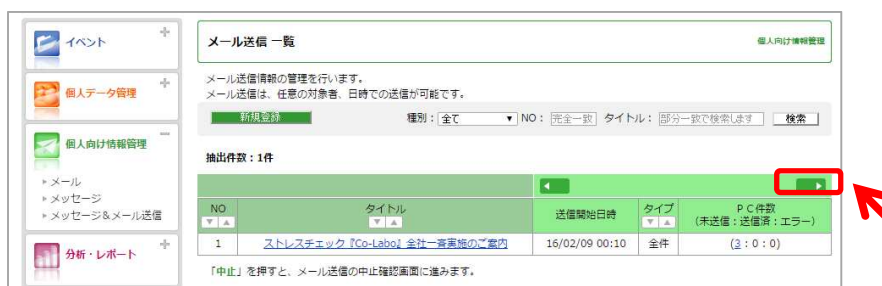 イベント
個人データ管理
個人向け情報管理
メール
メッセージ
メッセージ&メール送信
分析・レポート
メール送信 一覧 個人向け情報管理
メール送信情報の管理を行います。
メール送信は、任意の対象者、日時での送信が可能です。
新規登録 種別： 全て NO： 完全一致 タイトル： 部分一致で検索します 検索
抽出件数：1件
NO タイトル 送信開始日時 タイプ PC件数
(未送信：送信済：エラー)
1 ストレスチェック『Co-Labo』全社一斉実施のご案内 16/02/09 00:10 全件 (3：0：0)
「中止」を押すと、メール送信の中止確認画面に進みます。